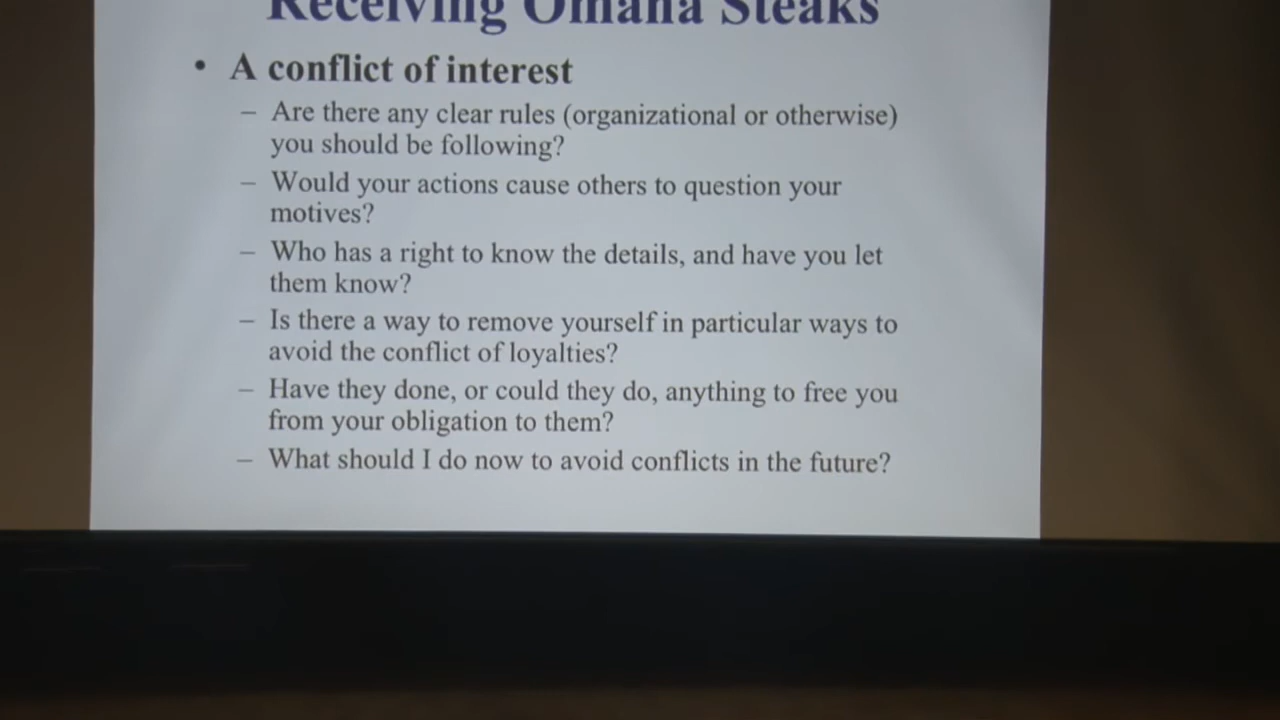 Receiving Omaha Steaks
• A conflict of interest
– Are there any clear rules (organizational or otherwise)
you should be following?
– Would your actions cause others to question your
motives?
– Who has a right to know the details, and have you let
them know?
– Is there a way to remove yourself in particular ways to
avoid the conflict of loyalties?
– Have they done, or could they do, anything to free you
from your obligation to them?
– What should I do now to avoid conflicts in the future?